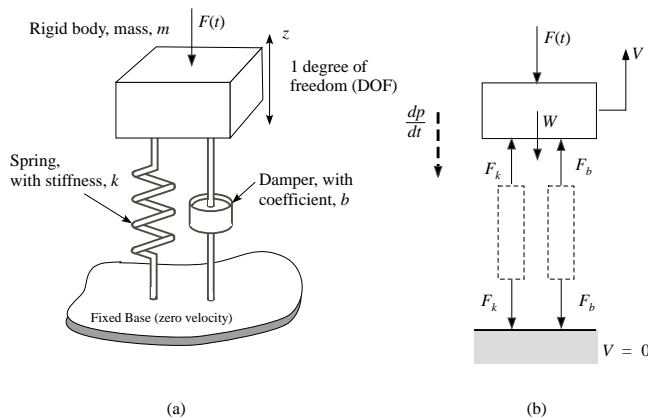 Rigid body, mass, m
F(t)
z
1 degree of
freedom (DOF)
Spring,
with stiffness, k
Damper, with
coefficient, b
Fixed Base (zero velocity)
(a)
F(t)
V
dp
dt
W
F_k
F_b
F_k
F_b
V = 0
(b)